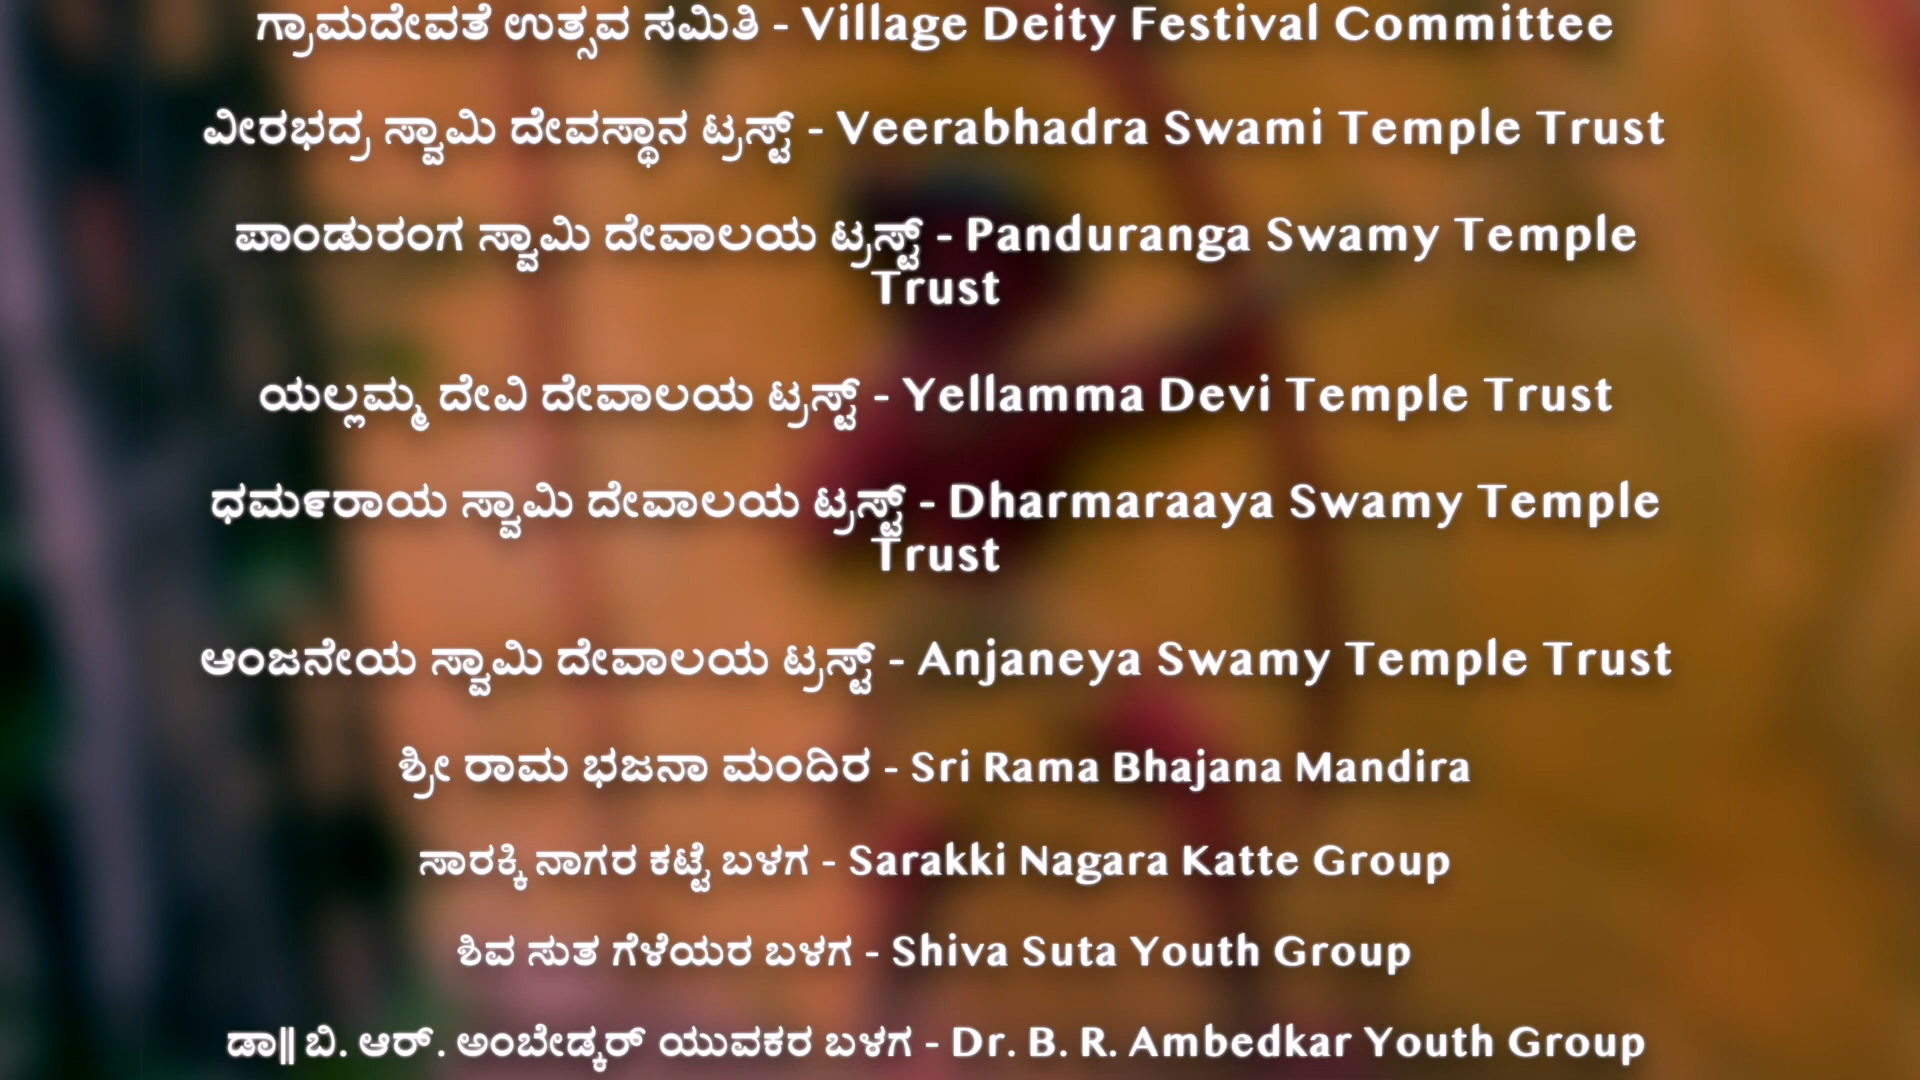 ಗ್ರಾಮದೇವತೆ ಉತ್ಸವ ಸಮಿತಿ - Village Deity Festival Committee
ವೀರಭದ್ರ ಸ್ವಾಮಿ ದೇವಸ್ಥಾನ ಟ್ರಸ್ಟ್ - Veerabhadra Swami Temple Trust
ಪಾಂಡುರಂಗ ಸ್ವಾಮಿ ದೇವಾಲಯ ಟ್ರಸ್ಟ್ - Panduranga Swamy Temple
Trust
ಯಲ್ಲಮ್ಮ ದೇವಿ ದೇವಾಲಯ ಟ್ರಸ್ಟ್ - Yellamma Devi Temple Trust
ಧರ್ಮರಾಯ ಸ್ವಾಮಿ ದೇವಾಲಯ ಟ್ರಸ್ಟ್ - Dharmaraaya Swamy Temple
Trust
ಆಂಜನೇಯ ಸ್ವಾಮಿ ದೇವಾಲಯ ಟ್ರಸ್ಟ್ - Anjaneya Swamy Temple Trust
ಶ್ರೀ ರಾಮ ಭಜನಾ ಮಂದಿರ - Sri Rama Bhajana Mandira
ಸಾರಕ್ಕಿ ನಾಗರ ಕಟ್ಟೆ ಬಳಗ - Sarakki Nagara Katte Group
ಶಿವ ಸುತ ಗೆಳೆಯರ ಬಳಗ - Shiva Suta Youth Group
ಡಾ|| ಬಿ. ಆರ್. ಅಂಬೇಡ್ಕರ್ ಯುವಕರ ಬಳಗ - Dr. B. R. Ambedkar Youth Group